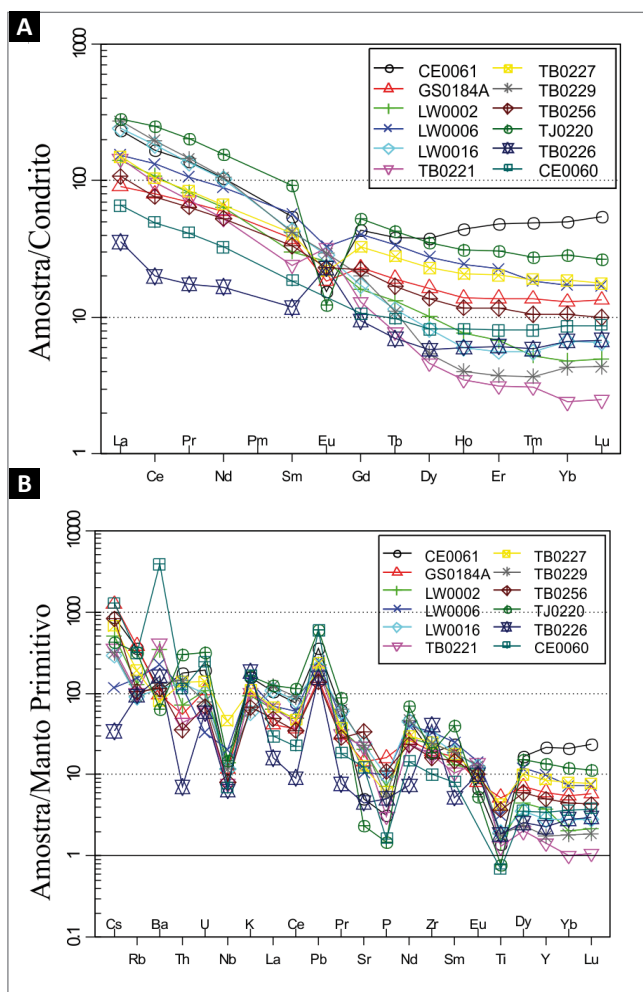 A
Amostra/Condrito
1000
100
10
1
CE0061
GS0184A
LW0002
LW0006
LW0016
TB0221
TB0227
TB0229
TB0256
TJ0220
TB0226
CE0060
La Pr Pm Eu Tb Ho Tm Lu
Ce Nd Sm Gd Dy Er Yb
B
Amostra/Manto Primitivo
10000
1000
100
10
1
0.1
CE0061
GS0184A
LW0002
LW0006
LW0016
TB0221
TB0227
TB0229
TB0256
TJ0220
TB0226
CE0060
Cs Ba U K Ce Pr P Zr Eu Dy Yb
Rb Th Nb La Pb Sr Nd Sm Ti Y Lu